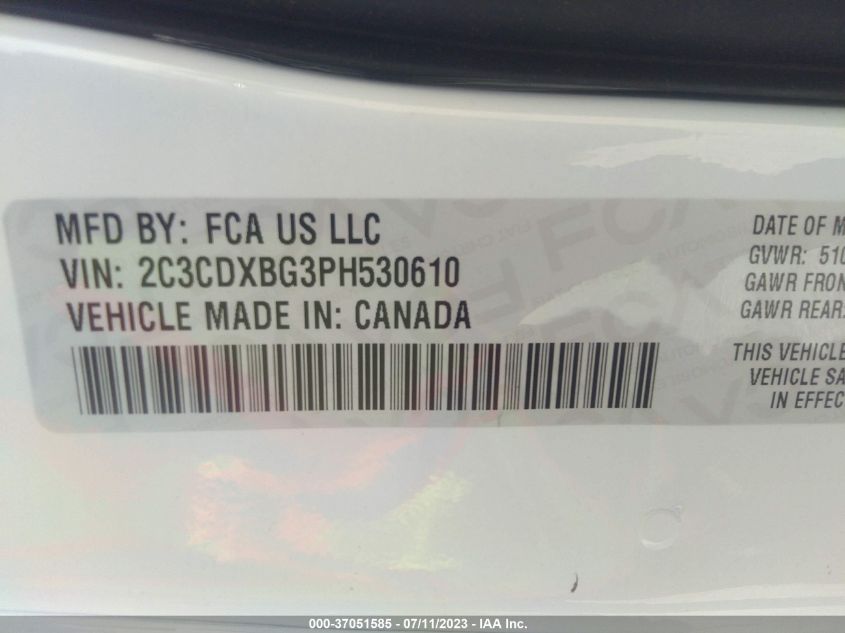 MFD BY: FCA US LLC
VIN: 2C3CDXBG3PH530610
VEHICLE MADE IN: CANADA
DATE OF M
GVWR: 510
GAWR FRON
GAWR REAR:
THIS VEHICLE
VEHICLE SA
IN EFFEC
000-37051585 - 07/11/2023 - IAA Inc.